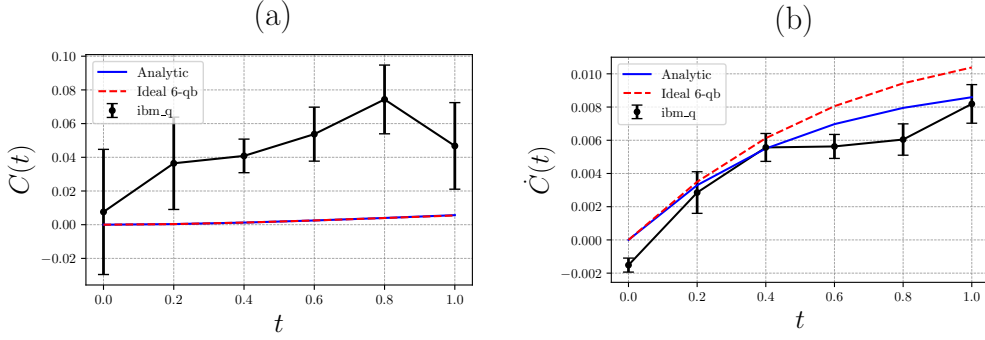 (a)
C(t)
0.10
0.08
0.06
0.04
0.02
0.00
−0.02
Analytic
Ideal 6-qb
ibm_q
0.0 0.2 0.4 0.6 0.8 1.0
t
(b)
Ċ(t)
0.010
0.008
0.006
0.004
0.002
0.000
−0.002
Analytic
Ideal 6-qb
ibm_q
0.0 0.2 0.4 0.6 0.8 1.0
t